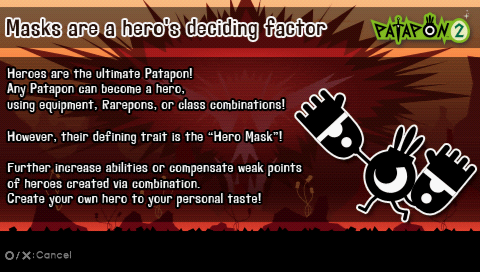 Masks are a hero's deciding factor
PATAPON 2
Heroes are the ultimate Patapon!
Any Patapon can become a hero,
using equipment, Rarepons, or class combinations!
However, their defining trait is the “Hero Mask”!
Further increase abilities or compensate weak points
of heroes created via combination.
Create your own hero to your personal taste!
O/X:Cancel